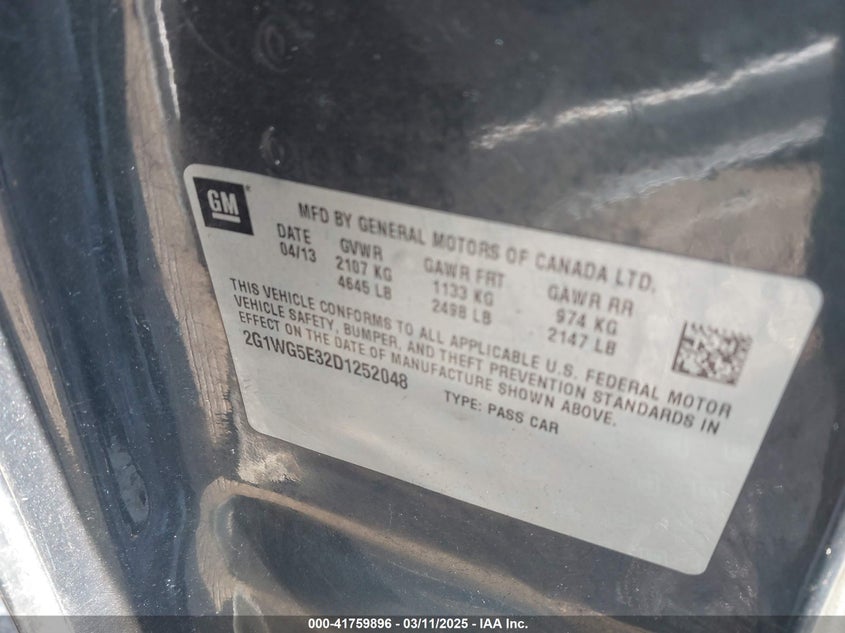 GM
MFD BY GENERAL MOTORS OF CANADA LTD.
DATE GVWR GAWR FRT GAWR RR
04/13 2107 KG 1133 KG 974 KG
4645 LB 2498 LB 2147 LB
THIS VEHICLE CONFORMS TO ALL APPLICABLE U.S. FEDERAL MOTOR
VEHICLE SAFETY, BUMPER, AND THEFT PREVENTION STANDARDS IN
EFFECT ON THE DATE OF MANUFACTURE SHOWN ABOVE.
2G1WG5E32D1252048 TYPE: PASS CAR
000-41759896 - 03/11/2025 - IAA Inc.